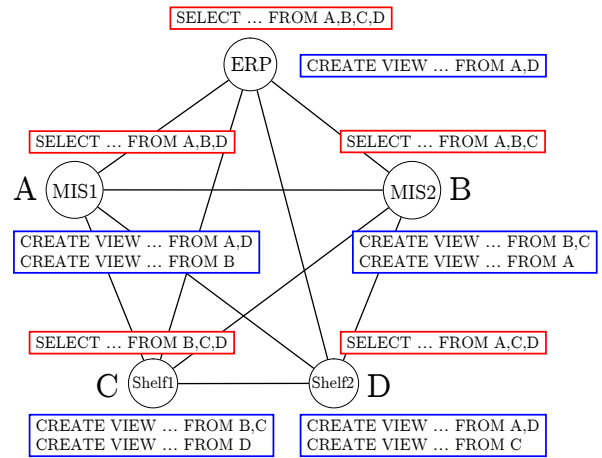 SELECT ... FROM A,B,C,D
ERP
CREATE VIEW ... FROM A,D
SELECT ... FROM A,B,D
SELECT ... FROM A,B,C
A
MIS1
MIS2
B
CREATE VIEW ... FROM A,D
CREATE VIEW ... FROM B
CREATE VIEW ... FROM B,C
CREATE VIEW ... FROM A
SELECT ... FROM B,C,D
SELECT ... FROM A,C,D
C
Shelf1
Shelf2
D
CREATE VIEW ... FROM B,C
CREATE VIEW ... FROM D
CREATE VIEW ... FROM A,D
CREATE VIEW ... FROM C